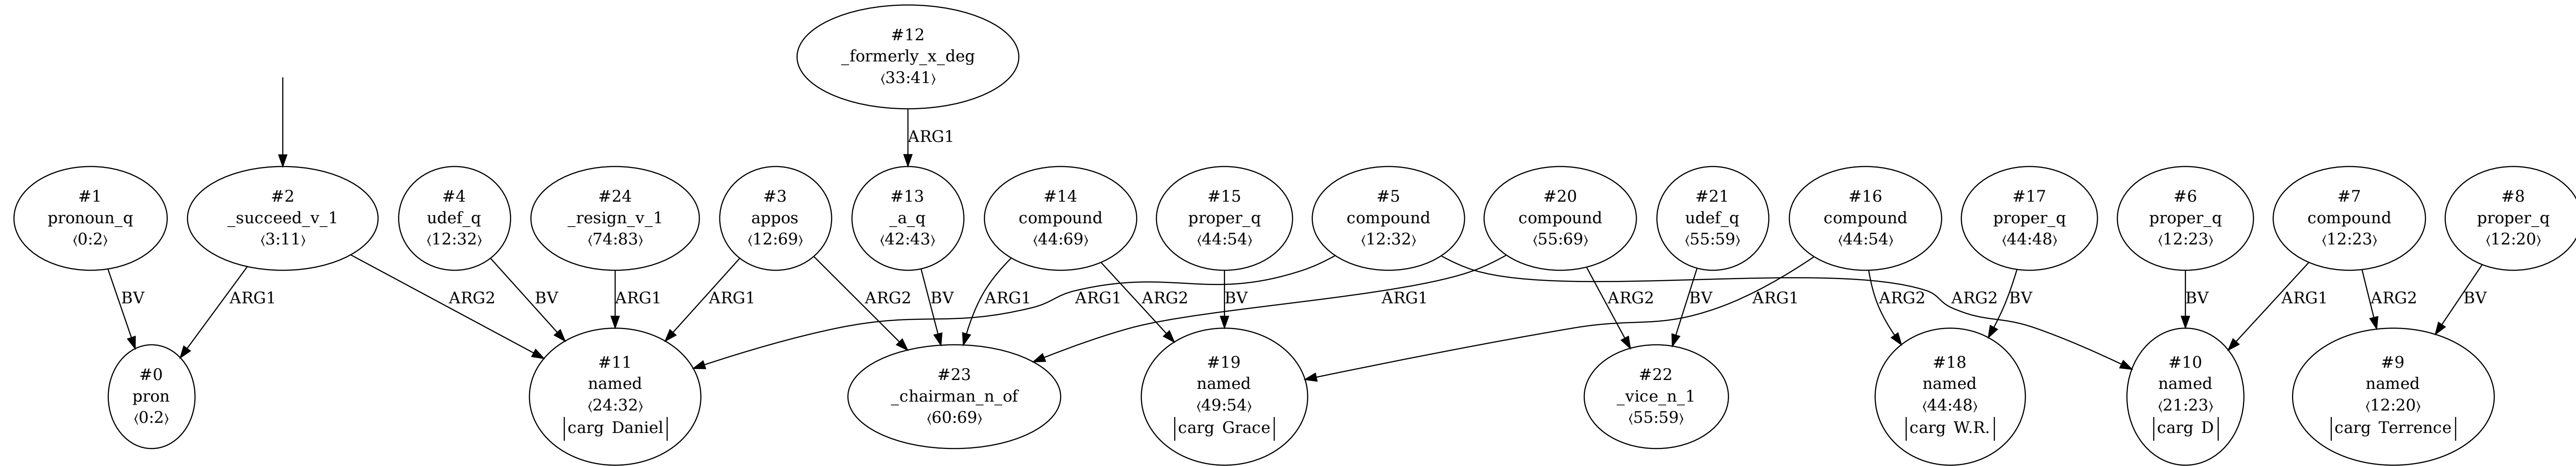 #12
_formerly_x_deg
⟨33:41⟩
ARG1
#1
pronoun_q
⟨0:2⟩
#2
_succeed_v_1
⟨3:11⟩
#4
udef_q
⟨12:32⟩
#24
_resign_v_1
⟨74:83⟩
#3
appos
⟨12:69⟩
#13
_a_q
⟨42:43⟩
#14
compound
⟨44:69⟩
#15
proper_q
⟨44:54⟩
#5
compound
⟨12:32⟩
#20
compound
⟨55:69⟩
#21
udef_q
⟨55:59⟩
#16
compound
⟨44:54⟩
#17
proper_q
⟨44:48⟩
#6
proper_q
⟨12:23⟩
#7
compound
⟨12:23⟩
#8
proper_q
⟨12:20⟩
BV
ARG1
ARG2
BV
ARG1
ARG1
ARG2
BV
ARG1
ARG1
ARG2
BV
ARG1
ARG2
BV
ARG1
ARG2
BV
ARG2
BV
ARG1
ARG2
BV
#0
pron
⟨0:2⟩
#11
named
⟨24:32⟩
carg Daniel
#23
_chairman_n_of
⟨60:69⟩
#19
named
⟨49:54⟩
carg Grace
#22
_vice_n_1
⟨55:59⟩
#18
named
⟨44:48⟩
carg W.R.
#10
named
⟨21:23⟩
carg D
#9
named
⟨12:20⟩
carg Terrence